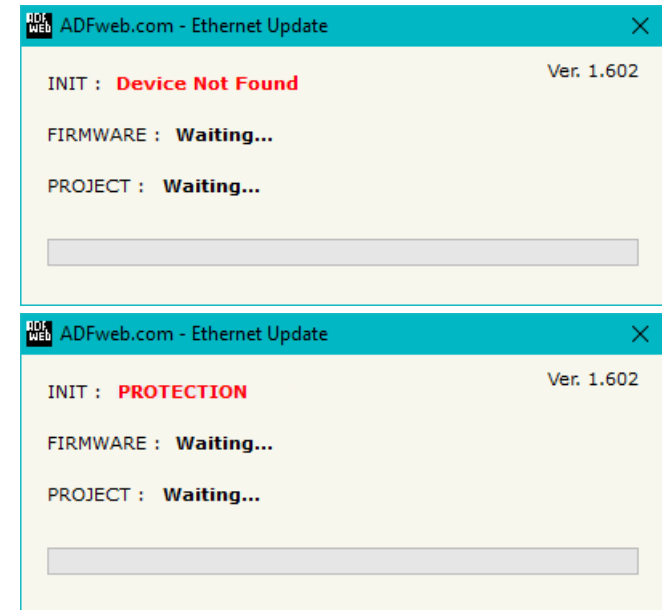 ADF
WEB ADFweb.com - Ethernet Update
Ver. 1.602
INIT : Device Not Found
FIRMWARE : Waiting...
PROJECT : Waiting...
ADF
WEB ADFweb.com - Ethernet Update
Ver. 1.602
INIT : PROTECTION
FIRMWARE : Waiting...
PROJECT : Waiting...